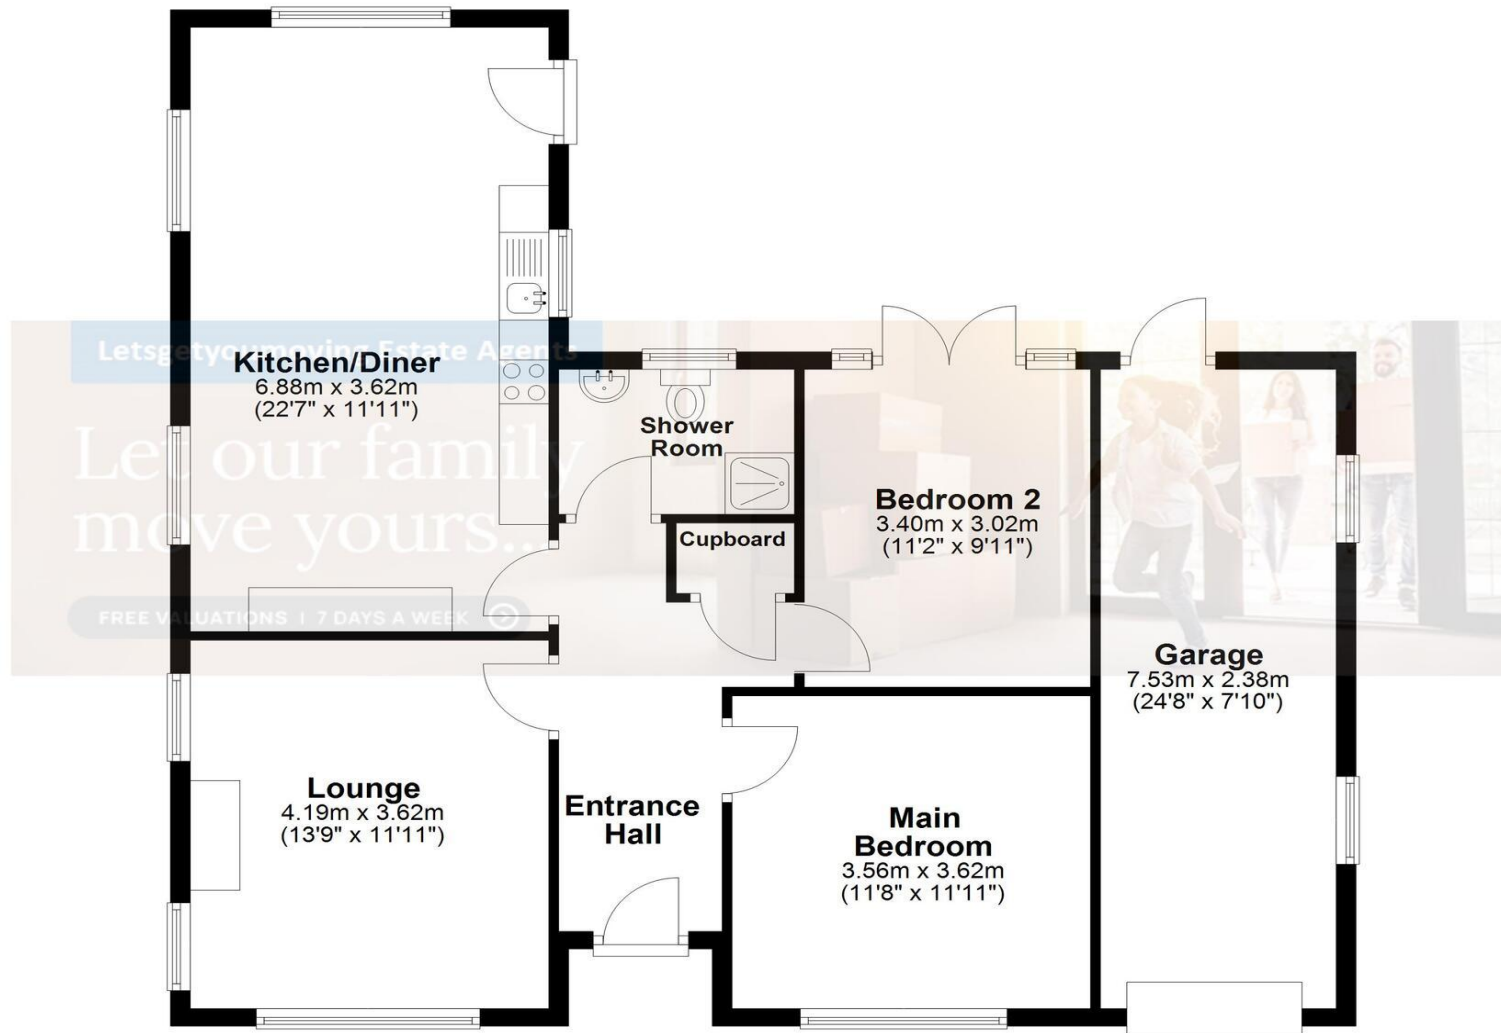 Letsgetyoumoving Estate Agents
Kitchen/Diner
6.88m x 3.62m
(22'7" x 11'11")
Let our family
move yours...
FREE VALUATIONS | 7 DAYS A WEEK
Shower
Room
Cupboard
Bedroom 2
3.40m x 3.02m
(11'2" x 9'11")
Garage
7.53m x 2.38m
(24'8" x 7'10")
Lounge
4.19m x 3.62m
(13'9" x 11'11")
Entrance
Hall
Main
Bedroom
3.56m x 3.62m
(11'8" x 11'11")